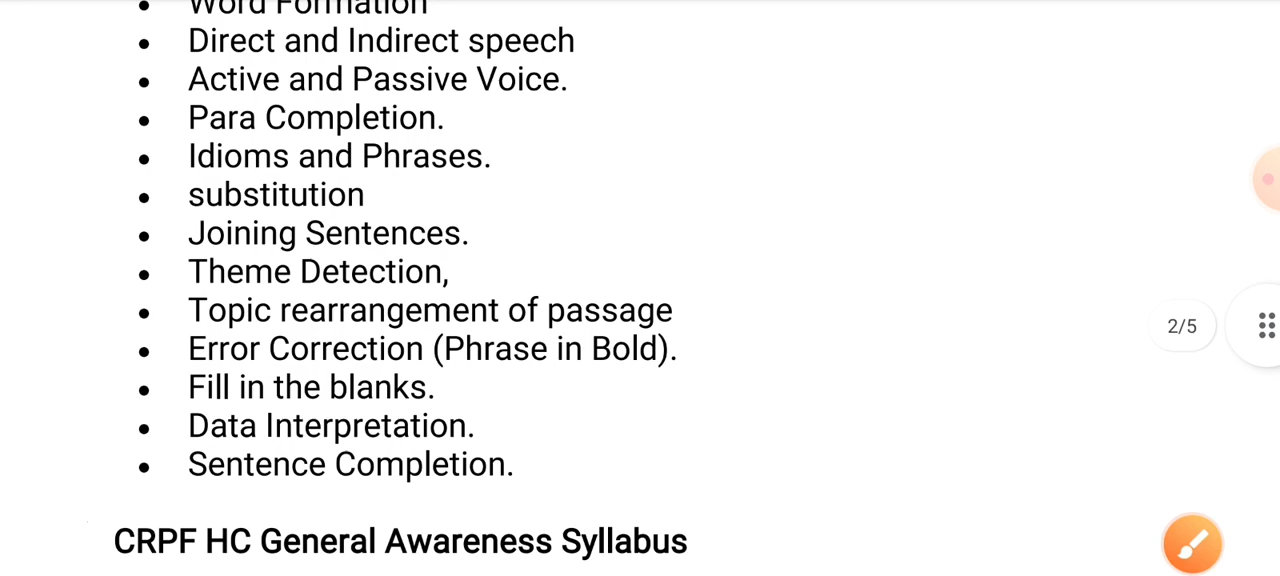 • Word Formation
• Direct and Indirect speech
• Active and Passive Voice.
• Para Completion.
• Idioms and Phrases.
• substitution
• Joining Sentences.
• Theme Detection,
• Topic rearrangement of passage
• Error Correction (Phrase in Bold).
2/5
• Fill in the blanks.
• Data Interpretation.
• Sentence Completion.
CRPF HC General Awareness Syllabus